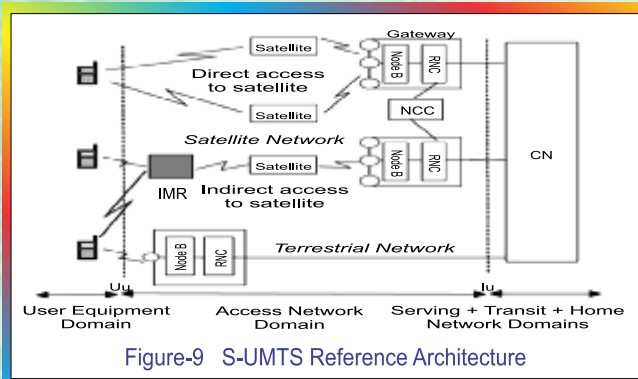 Gateway
Satellite
Direct access
to satellite
Satellite
Node B
RNC
NCC
Satellite Network
CN
IMR
Satellite
Indirect access
to satellite
Node B
RNC
Terrestrial Network
Node B
RNC
Uu
Iu
User Equipment
Domain
Access Network
Domain
Serving + Transit + Home
Network Domains
Figure-9 S-UMTS Reference Architecture